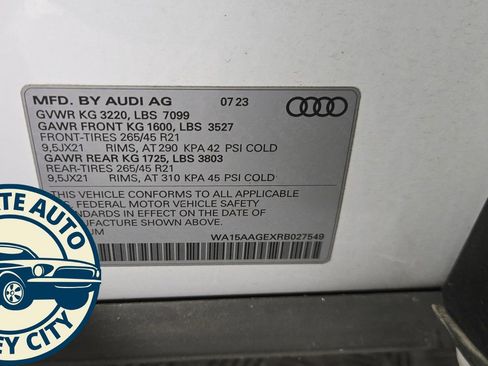 MFD. BY AUDI AG 07 23
GVWR KG 3220, LBS 7099
GAWR FRONT KG 1600, LBS 3527
FRONT-TIRES 265/45 R21
9,5JX21 RIMS, AT 290 KPA 42 PSI COLD
GAWR REAR KG 1725, LBS 3803
REAR-TIRES 265/45 R21
9,5JX21 RIMS, AT 310 KPA 45 PSI COLD
THIS VEHICLE CONFORMS TO ALL APPLICABLE
FEDERAL MOTOR VEHICLE SAFETY
STANDARDS IN EFFECT ON THE DATE OF
MANUFACTURE SHOWN ABOVE.
WA15AAGEXRB027549
AUTO
CITY